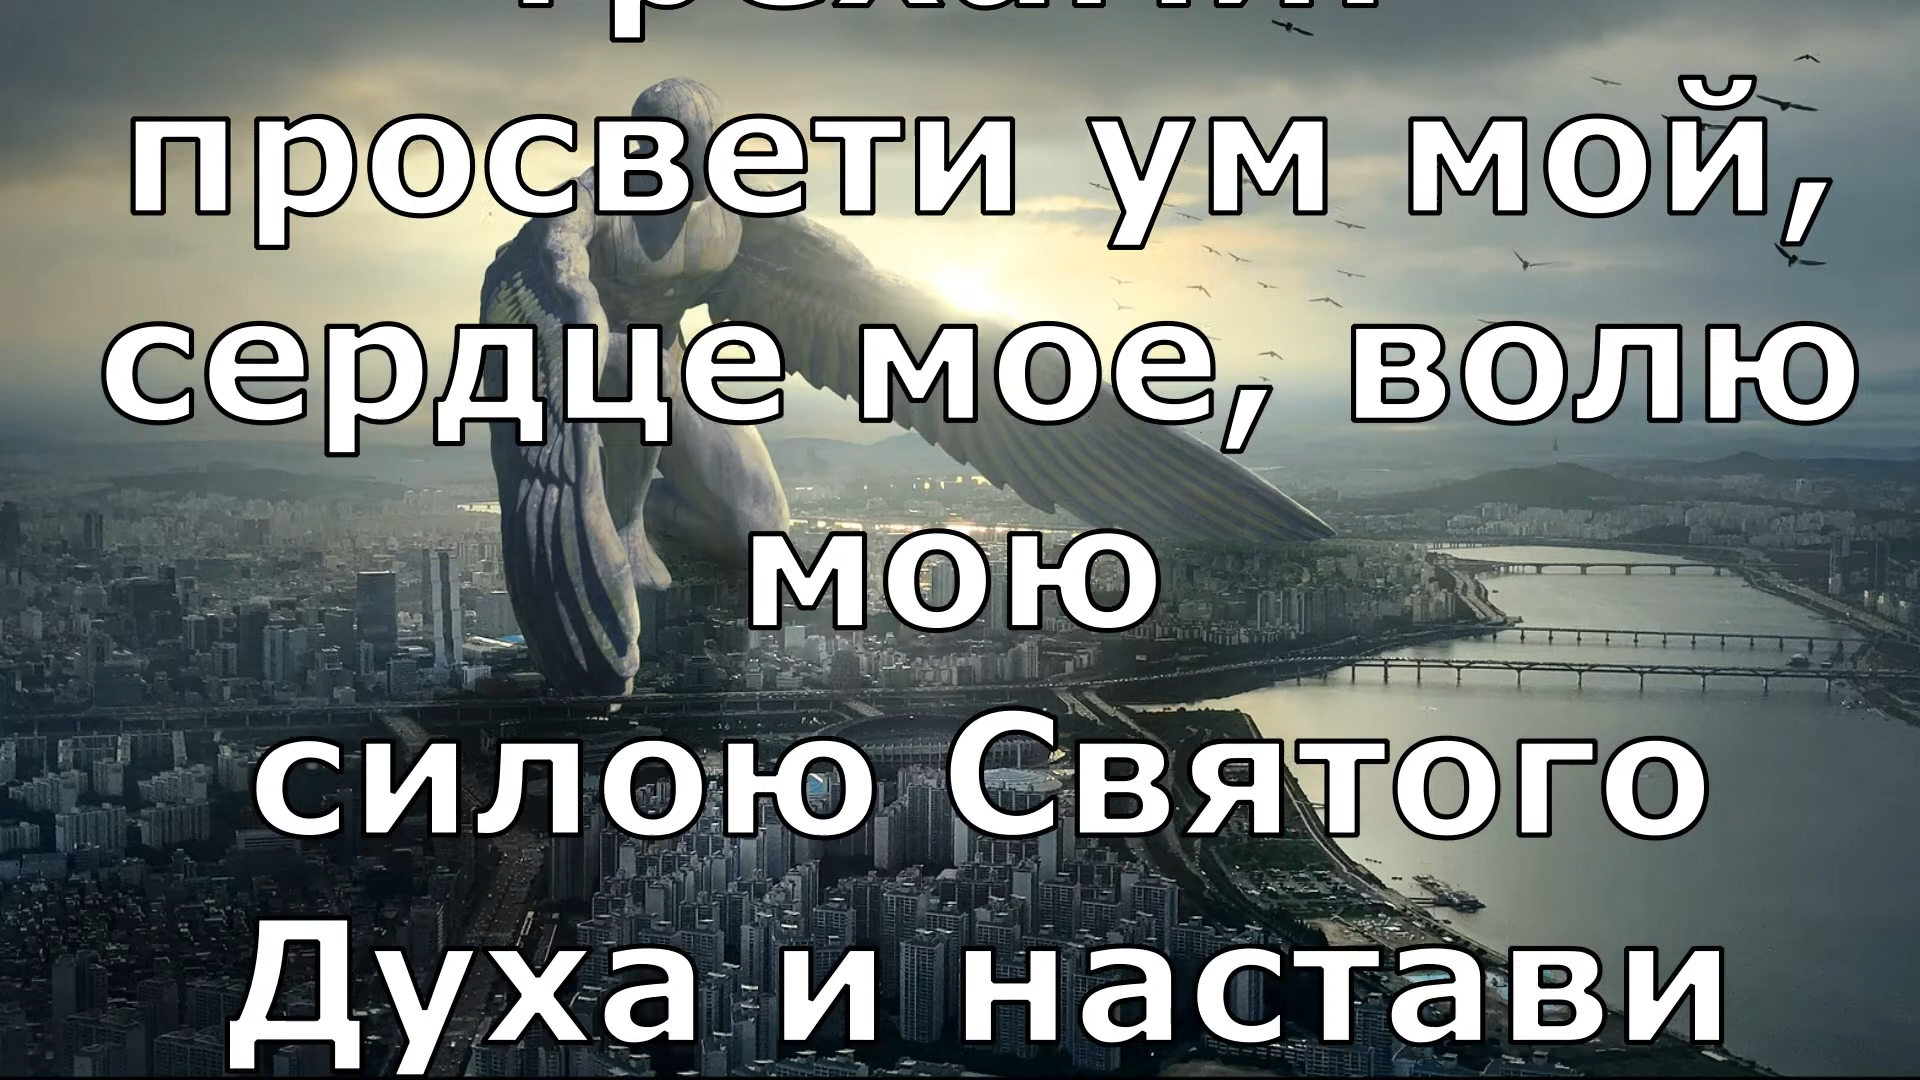 просвети ум мой,
сердце мое, волю
мою
силою Святого
Духа и настави